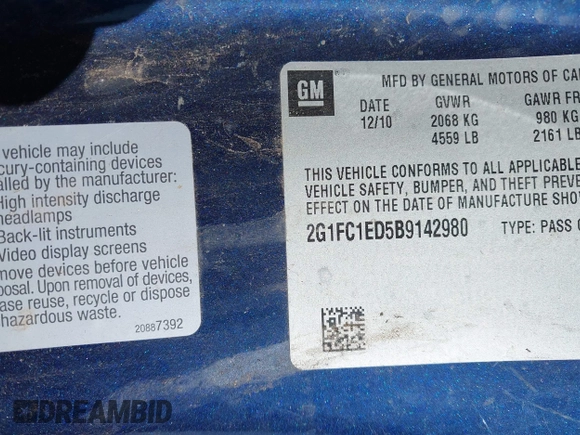 vehicle may include
cury-containing devices
alled by the manufacturer:
High intensity discharge
headlamps
Back-lit instruments
Video display screens
move devices before vehicle
posal. Upon removal of devices,
ase reuse, recycle or dispose
hazardous waste.
20887392
GM
MFD BY GENERAL MOTORS OF CA
DATE GVWR GAWR FR
12/10 2068 KG 980 KG
4559 LB 2161 LB
THIS VEHICLE CONFORMS TO ALL APPLICABLE
VEHICLE SAFETY, BUMPER, AND THEFT PREVE
EFFECT ON THE DATE OF MANUFACTURE SHO
2G1FC1ED5B9142980 TYPE: PASS
DREAMBID